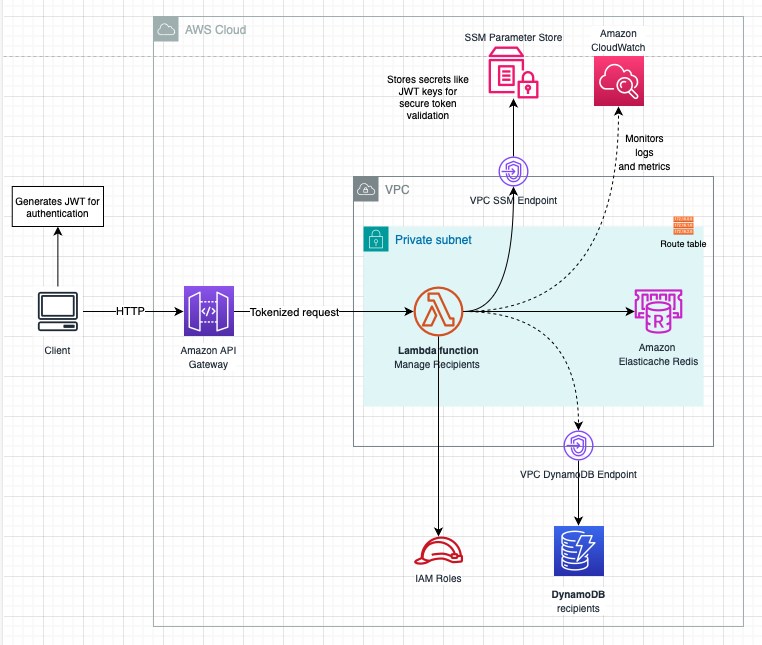 AWS Cloud
SSM Parameter Store
Amazon
CloudWatch
Stores secrets like
JWT keys for
secure token
validation
Monitors
logs
and metrics
VPC
VPC SSM Endpoint
Generates JWT for
authentication
Private subnet
Route table
HTTP
Tokenized request
R
Client
Amazon API
Gateway
Lambda function
Manage Recipients
Amazon
Elasticache Redis
VPC DynamoDB Endpoint
IAM Roles
DynamoDB
recipients